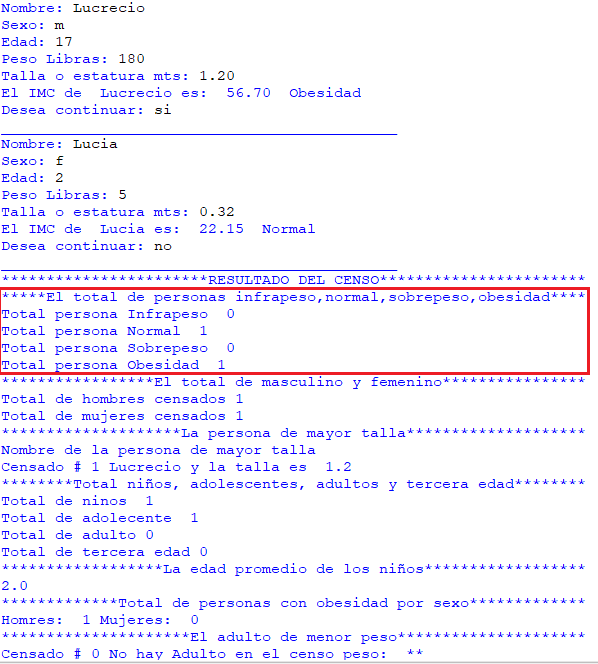 Nombre: Lucrecio
Sexo: m
Edad: 17
Peso Libras: 180
Talla o estatura mts: 1.20
El IMC de  Lucrecio es:  56.70  Obesidad
Desea continuar: si
____________________________________________
Nombre: Lucia
Sexo: f
Edad: 2
Peso Libras: 5
Talla o estatura mts: 0.32
El IMC de  Lucia es:  22.15  Normal
Desea continuar: no
____________________________________________
***********************RESULTADO DEL CENSO***********************
*****El total de personas infrapeso,normal,sobrepeso,obesidad****
Total persona Infrapeso  0
Total persona Normal  1
Total persona Sobrepeso  0
Total persona Obesidad  1
*****************El total de masculino y femenino****************
Total de hombres censados 1
Total de mujeres censados 1
********************La persona de mayor talla********************
Nombre de la persona de mayor talla
Censado # 1 Lucrecio y la talla es  1.2
********Total niños, adolescentes, adultos y tercera edad********
Total de ninos  1
Total de adolecente  1
Total de adulto 0
Total de tercera edad 0
******************La edad promedio de los niños******************
2.0
*************Total de personas con obesidad por sexo*************
Homres:  1 Mujeres:  0
*********************El adulto de menor peso*********************
Censado # 0 No hay Adulto en el censo peso:  **